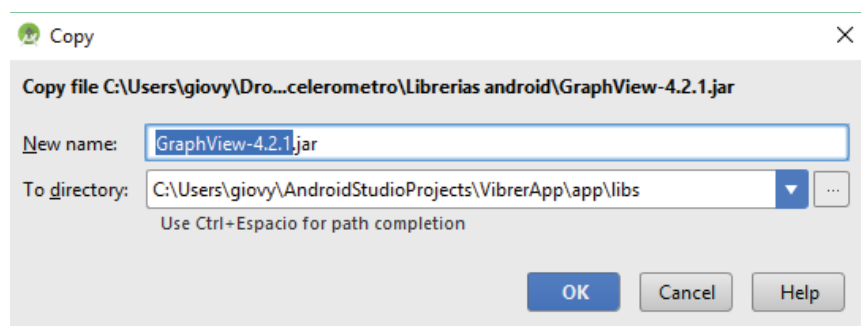 Copy
Copy file C:\Users\giovy\Dro...celerometro\Librerias android\GraphView-4.2.1.jar
New name: GraphView-4.2.1.jar
To directory: C:\Users\giovy\AndroidStudioProjects\VibrerApp\app\libs ...
Use Ctrl+Espacio for path completion
OK Cancel Help